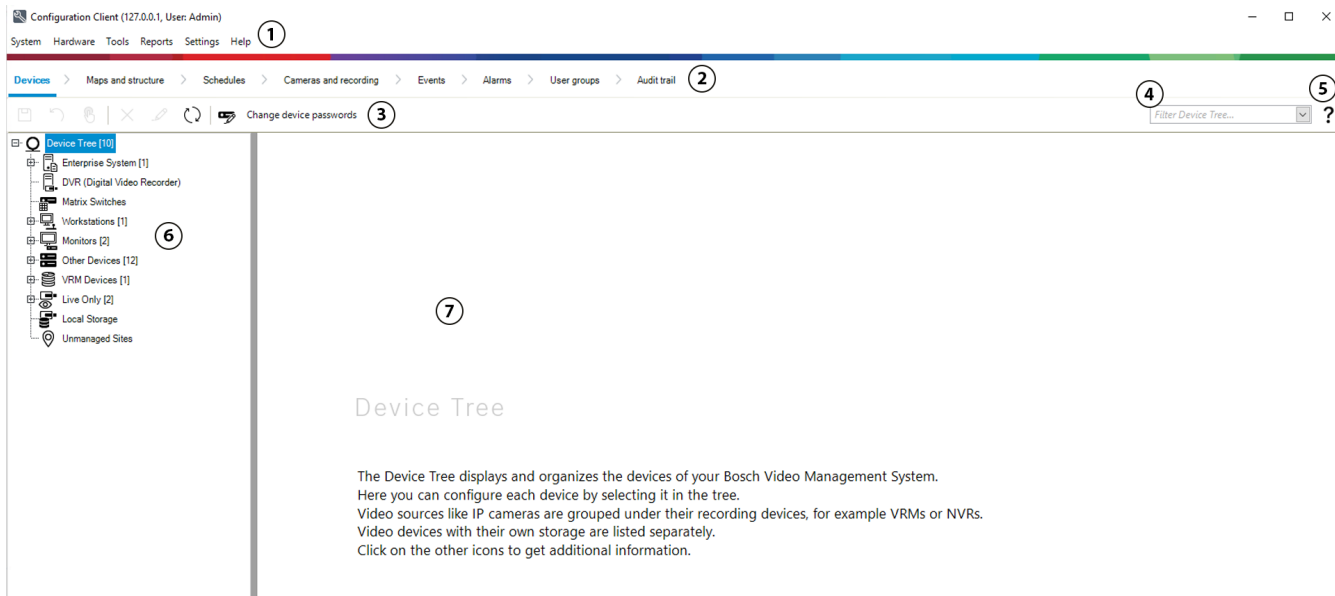 Configuration Client (127.0.0.1, User: Admin)
System Hardware Tools Reports Settings Help 1
Devices > Maps and structure > Schedules > Cameras and recording > Events > Alarms > User groups > Audit trail 2
Change device passwords 3
4
Filter Device Tree...
5
?
Device Tree [10]
Enterprise System [1]
DVR (Digital Video Recorder)
Matrix Switches
Workstations [1]
Monitors [2]
Other Devices [12]
VRM Devices [1]
Live Only [2]
Local Storage
Unmanaged Sites
6
7
Device Tree
The Device Tree displays and organizes the devices of your Bosch Video Management System.
Here you can configure each device by selecting it in the tree.
Video sources like IP cameras are grouped under their recording devices, for example VRMs or NVRs.
Video devices with their own storage are listed separately.
Click on the other icons to get additional information.